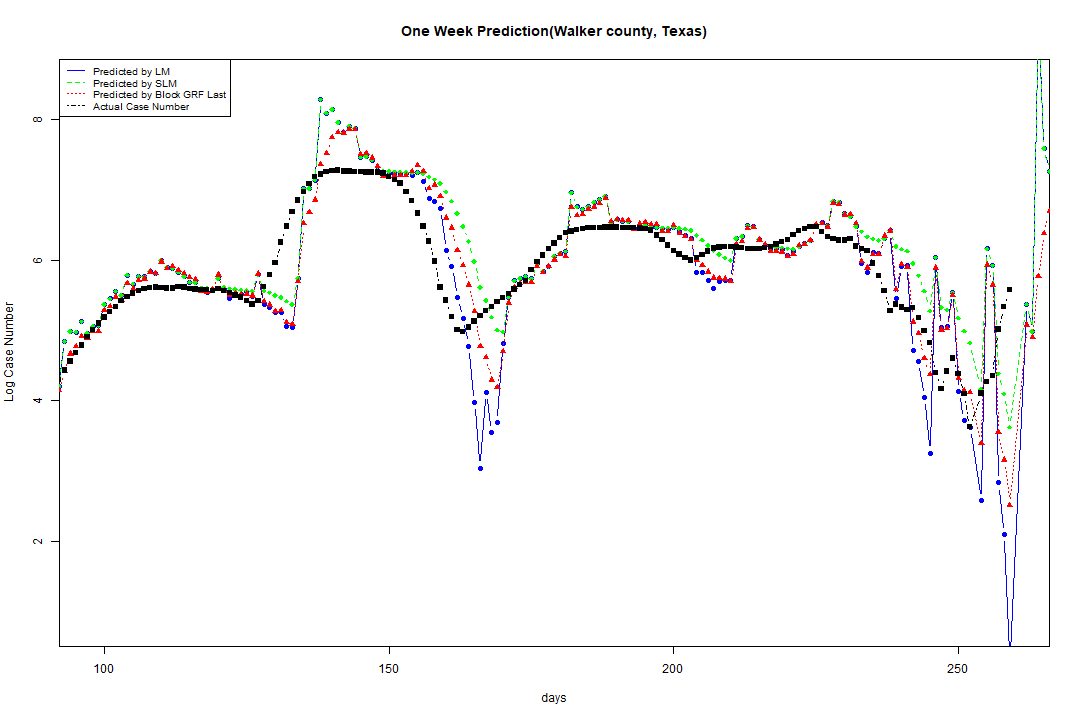 One Week Prediction(Walker county, Texas)
Predicted by LM
Predicted by SLM
Predicted by Block GRF Last
Actual Case Number
Log Case Number
8
6
4
2
100
150
200
250
days